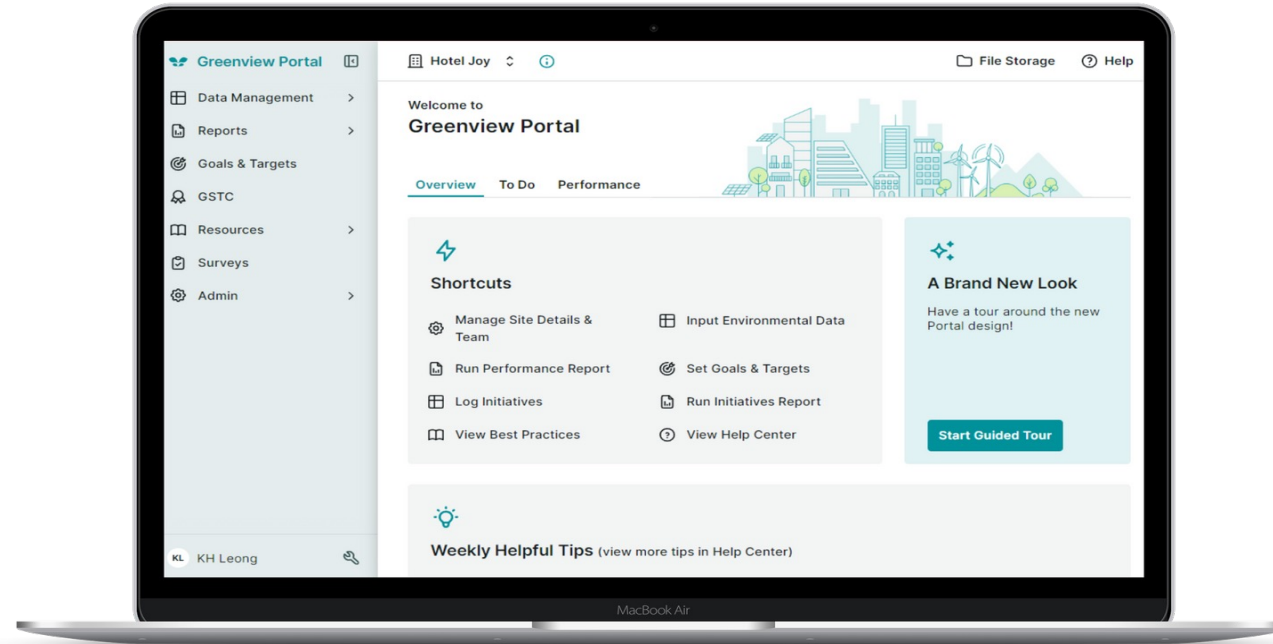 Greenview Portal
Data Management
Reports
Goals & Targets
GSTC
Resources
Surveys
Admin
KL KH Leong
Hotel Joy
File Storage
Help
Welcome to
Greenview Portal
Overview To Do Performance
Shortcuts
Manage Site Details &
Team
Input Environmental Data
Run Performance Report
Set Goals & Targets
Log Initiatives
Run Initiatives Report
View Best Practices
View Help Center
A Brand New Look
Have a tour around the new
Portal design!
Start Guided Tour
Weekly Helpful Tips (view more tips in Help Center)
MacBook Air